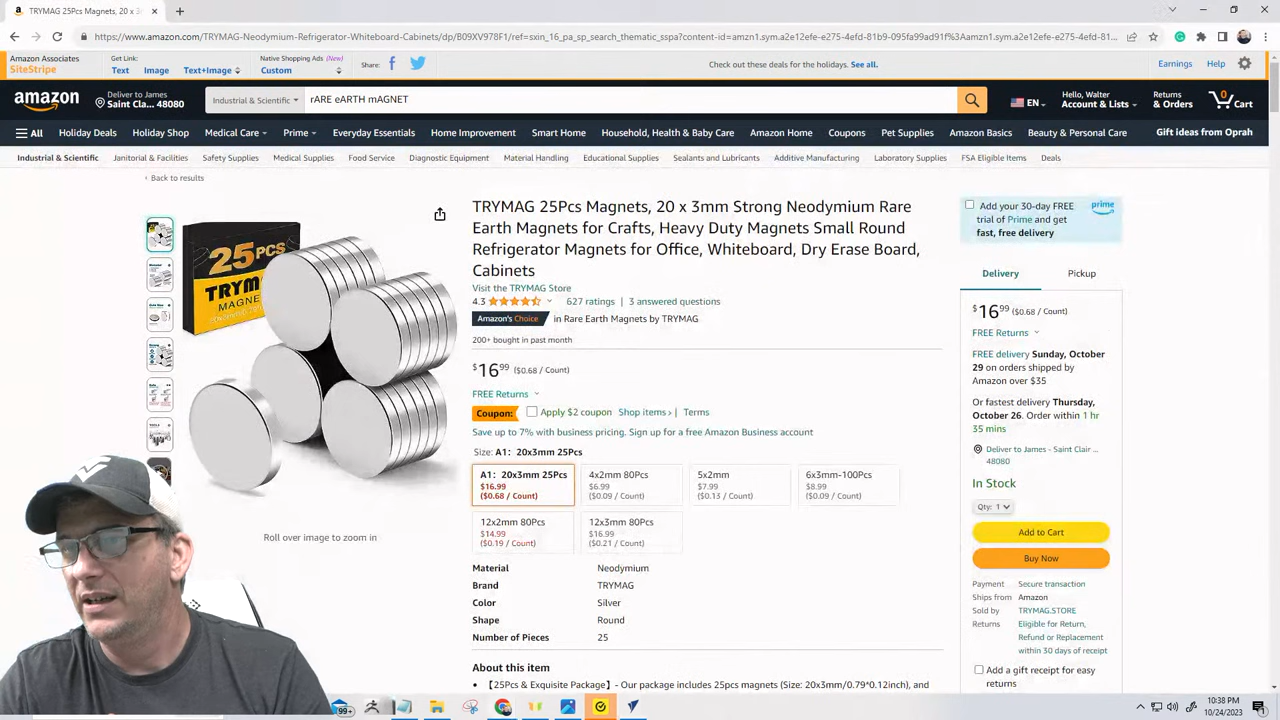 TRYMAG 25Pcs Magnets, 20 x 3
https://www.amazon.com/TRYMAG-Neodymium-Refrigerator-Whiteboard-Cabinets/dp/B09XV978F1/ref=sxin_16_pa_sp_search_thematic_sspa?content-id=amzn1.sym.a2e12efe-e275-4efd-81b9-095fa99ad91f%3Aamzn1.sym.a2e12efe-e275-4efd-81b9-095fa99a...
Amazon Associates
SiteStripe
Get Link:
Text Image Text+Image
Native Shopping Ads (New)
Custom
Share:
Check out these deals for the holidays. See all.
Earnings Help
amazon
Deliver to James
Saint Cla... 48080
Industrial & Scientific
rARE eARTH mAGNET
EN
Hello, Walter
Account & Lists
Returns
& Orders
0
Cart
All Holiday Deals Holiday Shop Medical Care Prime Everyday Essentials Home Improvement Smart Home Household, Health & Baby Care Amazon Home Coupons Pet Supplies Amazon Basics Beauty & Personal Care Gift ideas from Oprah
Industrial & Scientific Janitorial & Facilities Safety Supplies Medical Supplies Food Service Diagnostic Equipment Material Handling Educational Supplies Sealants and Lubricants Additive Manufacturing Laboratory Supplies FSA Eligible Items Deals
‹ Back to results
25PCS
TRYM
MAGNE
Roll over image to zoom in
TRYMAG 25Pcs Magnets, 20 x 3mm Strong Neodymium Rare
Earth Magnets for Crafts, Heavy Duty Magnets Small Round
Refrigerator Magnets for Office, Whiteboard, Dry Erase Board,
Cabinets
Visit the TRYMAG Store
4.3 627 ratings | 3 answered questions
Amazon's Choice in Rare Earth Magnets by TRYMAG
200+ bought in past month
$16 99 ($0.68 / Count)
FREE Returns
Coupon: Apply $2 coupon Shop items › | Terms
Save up to 7% with business pricing. Sign up for a free Amazon Business account
Size: A1: 20x3mm 25Pcs
A1: 20x3mm 25Pcs
$16.99
($0.68 / Count)
4x2mm 80Pcs
$6.99
($0.09 / Count)
5x2mm
$7.99
($0.13 / Count)
6x3mm-100Pcs
$8.99
($0.09 / Count)
12x2mm 80Pcs
$14.99
($0.19 / Count)
12x3mm 80Pcs
$16.99
($0.21 / Count)
Material Neodymium
Brand TRYMAG
Color Silver
Shape Round
Number of Pieces 25
About this item
• 【25Pcs & Exquisite Package】- Our package includes 25pcs magnets (Size: 20x3mm/0.79*0.12inch), and
Add your 30-day FREE
trial of Prime and get
fast, free delivery
prime
Delivery Pickup
$16 99 ($0.68 / Count)
FREE Returns
FREE delivery Sunday, October
29 on orders shipped by
Amazon over $35
Or fastest delivery Thursday,
October 26. Order within 1 hr
35 mins
Deliver to James - Saint Clair ...
48080
In Stock
Qty: 1
Add to Cart
Buy Now
Payment Secure transaction
Ships from Amazon
Sold by TRYMAG.STORE
Returns Eligible for Return,
Refund or Replacement
within 30 days of receipt
Add a gift receipt for easy
returns
99+
10:38 PM
10/24/2023